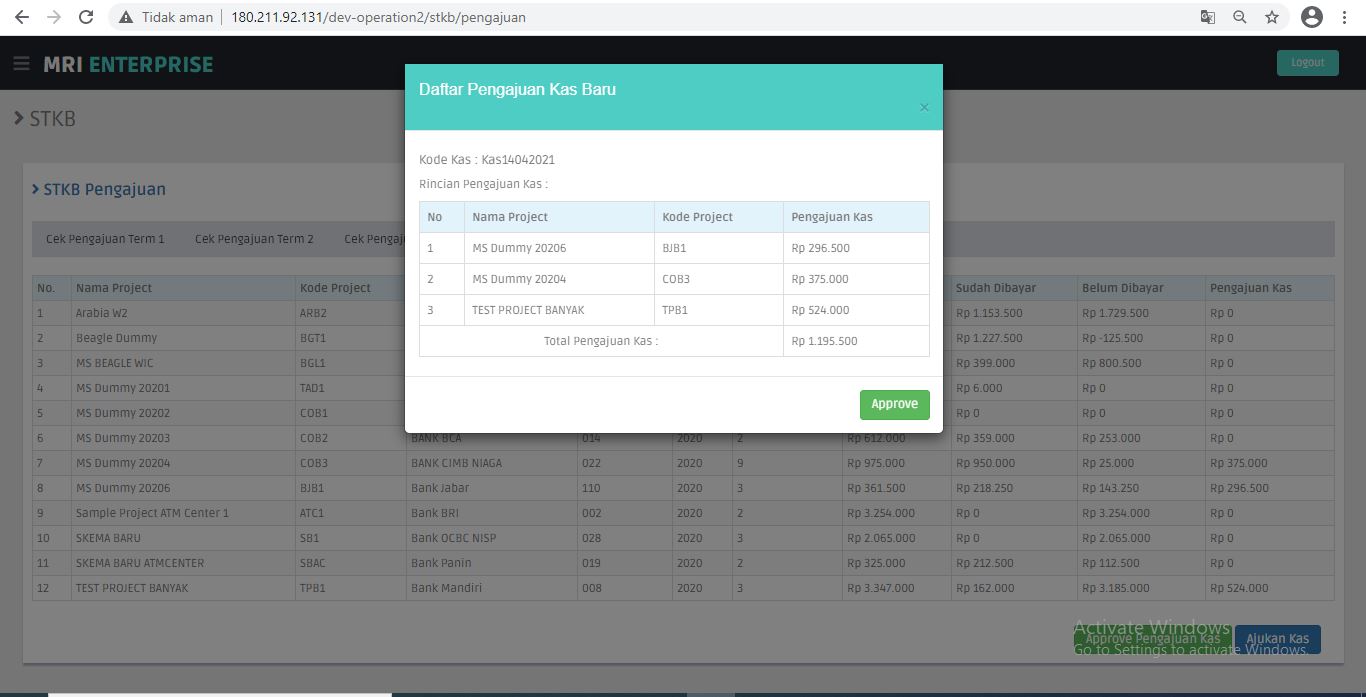 Tidak aman 180.211.92.131/dev-operation2/stkb/pengajuan
MRI ENTERPRISE
Logout
STKB
Daftar Pengajuan Kas Baru
×
Kode Kas : Kas14042021
Rincian Pengajuan Kas :
No Nama Project Kode Project Pengajuan Kas
1 MS Dummy 20206 BJB1 Rp 296.500
2 MS Dummy 20204 COB3 Rp 375.000
3 TEST PROJECT BANYAK TPB1 Rp 524.000
Total Pengajuan Kas : Rp 1.195.500
Approve
STKB Pengajuan
Cek Pengajuan Term 1 Cek Pengajuan Term 2 Cek Pengaj
No. Nama Project Kode Project Sudah Dibayar Belum Dibayar Pengajuan Kas
1 Arabia W2 ARB2 Rp 1.153.500 Rp 1.729.500 Rp 0
2 Beagle Dummy BGT1 Rp 1.227.500 Rp -125.500 Rp 0
3 MS BEAGLE WIC BGL1 Rp 399.000 Rp 800.500 Rp 0
4 MS Dummy 20201 TAD1 Rp 6.000 Rp 0 Rp 0
5 MS Dummy 20202 COB1 Rp 0 Rp 0 Rp 0
6 MS Dummy 20203 COB2 BANK BCA 014 2020 2 Rp 612.000 Rp 359.000 Rp 253.000 Rp 0
7 MS Dummy 20204 COB3 BANK CIMB NIAGA 022 2020 9 Rp 975.000 Rp 950.000 Rp 25.000 Rp 375.000
8 MS Dummy 20206 BJB1 Bank Jabar 110 2020 3 Rp 361.500 Rp 218.250 Rp 143.250 Rp 296.500
9 Sample Project ATM Center 1 ATC1 Bank BRI 002 2020 2 Rp 3.254.000 Rp 0 Rp 3.254.000 Rp 0
10 SKEMA BARU SB1 Bank OCBC NISP 028 2020 3 Rp 2.065.000 Rp 0 Rp 2.065.000 Rp 0
11 SKEMA BARU ATMCENTER SBAC Bank Panin 019 2020 2 Rp 325.000 Rp 212.500 Rp 112.500 Rp 0
12 TEST PROJECT BANYAK TPB1 Bank Mandiri 008 2020 3 Rp 3.347.000 Rp 162.000 Rp 3.185.000 Rp 524.000
Approve Pengajuan Kas Ajukan Kas
Activate Windows
Go to Settings to activate Windows.